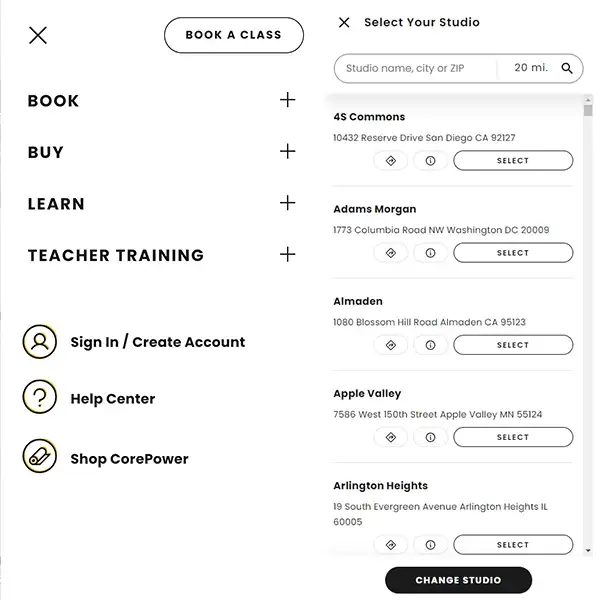 BOOK A CLASS
BOOK
BUY
LEARN
TEACHER TRAINING
Sign In / Create Account
Help Center
Shop CorePower
Select Your Studio
Studio name, city or ZIP
20 mi.
4S Commons
10432 Reserve Drive San Diego CA 92127
SELECT
Adams Morgan
1773 Columbia Road NW Washington DC 20009
SELECT
Almaden
1080 Blossom Hill Road Almaden CA 95123
SELECT
Apple Valley
7586 West 150th Street Apple Valley MN 55124
SELECT
Arlington Heights
19 South Evergreen Avenue Arlington Heights IL
60005
SELECT
CHANGE STUDIO